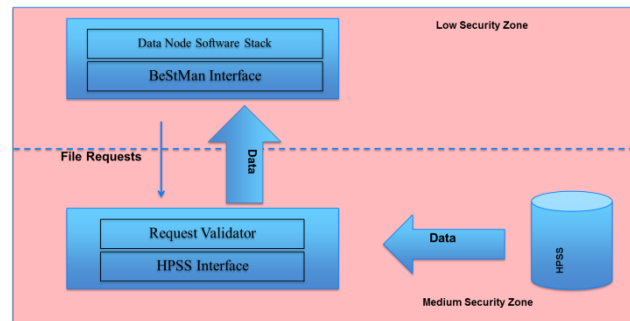 Low Security Zone
Data Node Software Stack
BeStMan Interface
File Requests
Data
Request Validator
HPSS Interface
Data
HPSS
Medium Security Zone